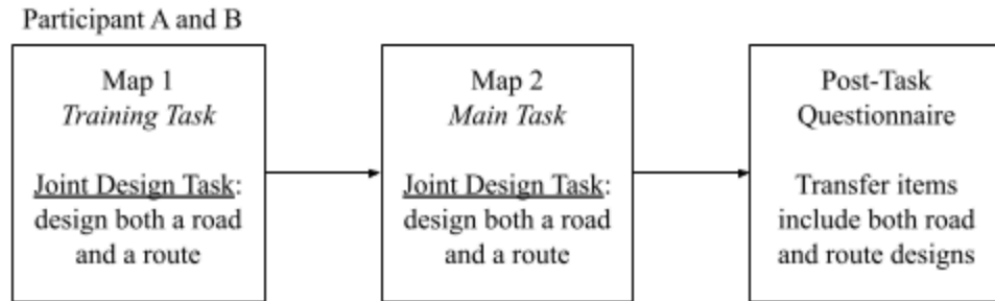 Participant A and B
Map 1
Training Task
Joint Design Task:
design both a road
and a route
Map 2
Main Task
Joint Design Task:
design both a road
and a route
Post-Task
Questionnaire
Transfer items
include both road
and route designs